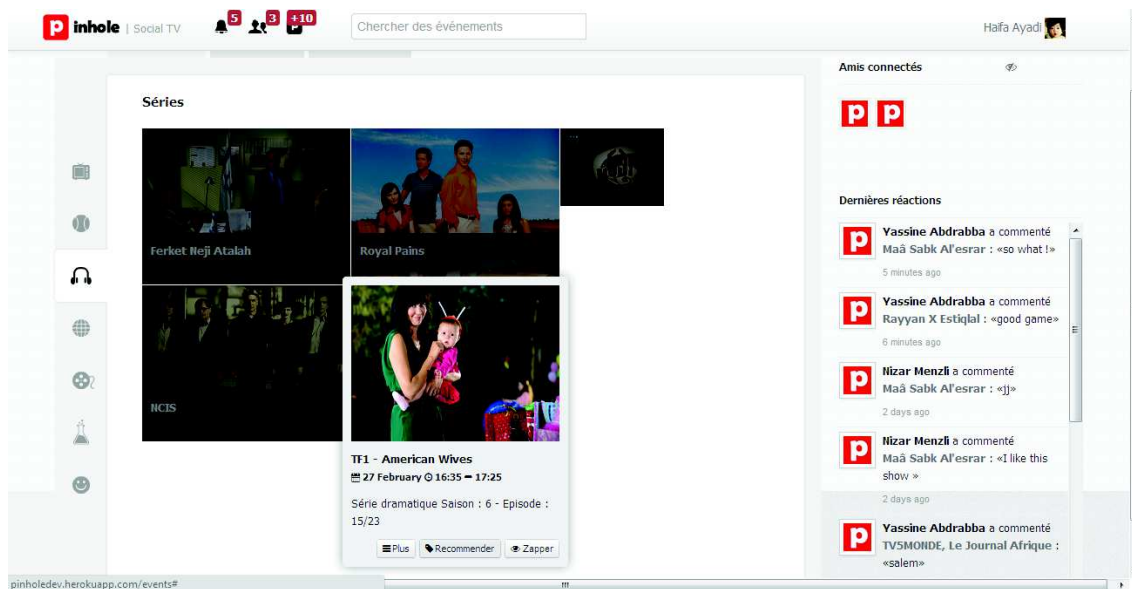 pinhole | Social TV
5
3
+10
Chercher des événements
Haïfa Ayadi
Séries
Ferket Neji Atalah
Royal Pains
NCIS
TF1 - American Wives
27 February 16:35 – 17:25
Série dramatique Saison : 6 - Episode :
15/23
Plus
Recommender
Zapper
Amis connectés
p p
Dernières réactions
p
Yassine Abdrabba a commenté
Maâ Sabk Al'esrar : «so what !»
5 minutes ago
p
Yassine Abdrabba a commenté
Rayyan X Estiqlal : «good game»
6 minutes ago
p
Nizar Menzli a commenté
Maâ Sabk Al'esrar : «jj»
2 days ago
p
Nizar Menzli a commenté
Maâ Sabk Al'esrar : «I like this
show »
2 days ago
p
Yassine Abdrabba a commenté
TV5MONDE, Le Journal Afrique :
«salem»
pinholedev.herokuapp.com/events#